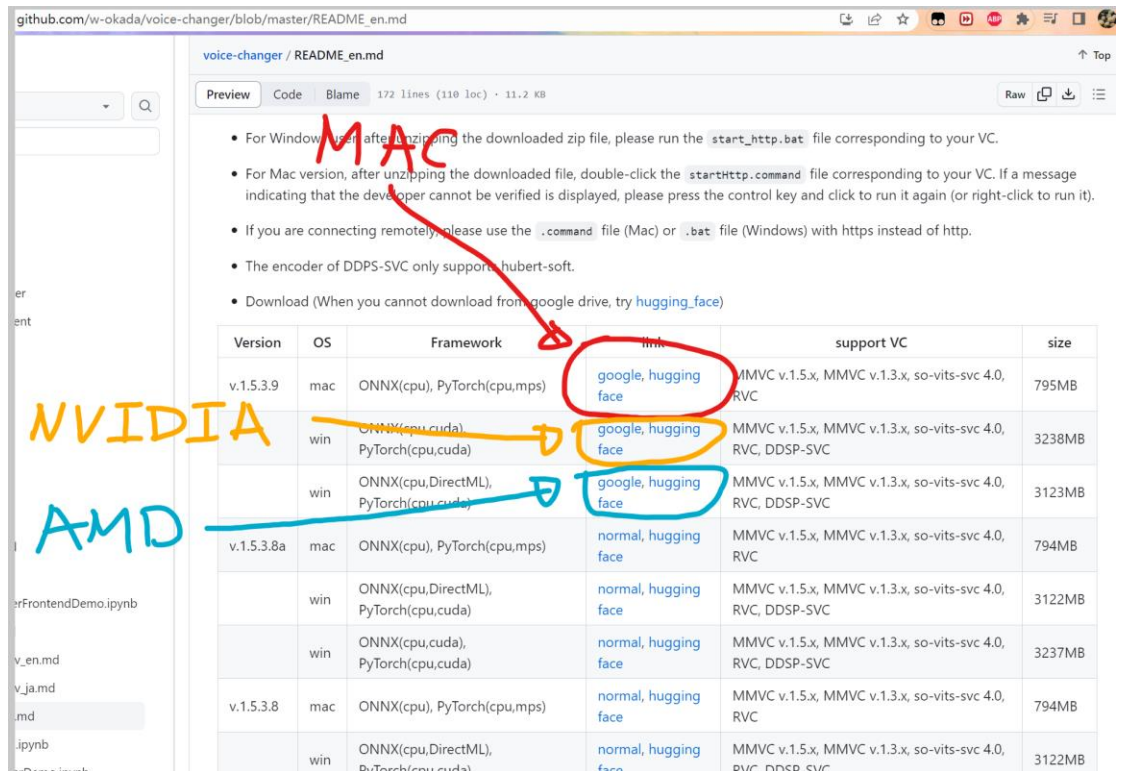 github.com/w-okada/voice-changer/blob/master/README_en.md
voice-changer / README_en.md
Top
Preview Code Blame 172 lines (110 loc) · 11.2 KB
Raw
MAC
• For Window user, after unzipping the downloaded zip file, please run the start_http.bat file corresponding to your VC.
• For Mac version, after unzipping the downloaded file, double-click the startHttp.command file corresponding to your VC. If a message
indicating that the developer cannot be verified is displayed, please press the control key and click to run it again (or right-click to run it).
• If you are connecting remotely, please use the .command file (Mac) or .bat file (Windows) with https instead of http.
• The encoder of DDPS-SVC only supports hubert-soft.
• Download (When you cannot download from google drive, try hugging_face)
er
ent
Version OS Framework link support VC size
v.1.5.3.9 mac ONNX(cpu), PyTorch(cpu,mps) google, hugging face MMVC v.1.5.x, MMVC v.1.3.x, so-vits-svc 4.0, RVC 795MB
NVIDIA
win ONNX(cpu,cuda), PyTorch(cpu,cuda) google, hugging face MMVC v.1.5.x, MMVC v.1.3.x, so-vits-svc 4.0, RVC, DDSP-SVC 3238MB
AMD
win ONNX(cpu,DirectML), PyTorch(cpu,cuda) google, hugging face MMVC v.1.5.x, MMVC v.1.3.x, so-vits-svc 4.0, RVC, DDSP-SVC 3123MB
v.1.5.3.8a mac ONNX(cpu), PyTorch(cpu,mps) normal, hugging face MMVC v.1.5.x, MMVC v.1.3.x, so-vits-svc 4.0, RVC 794MB
erFrontendDemo.ipynb
win ONNX(cpu,DirectML), PyTorch(cpu,cuda) normal, hugging face MMVC v.1.5.x, MMVC v.1.3.x, so-vits-svc 4.0, RVC, DDSP-SVC 3122MB
v_en.md
win ONNX(cpu,cuda), PyTorch(cpu,cuda) normal, hugging face MMVC v.1.5.x, MMVC v.1.3.x, so-vits-svc 4.0, RVC, DDSP-SVC 3237MB
v_ja.md
.md
v.1.5.3.8 mac ONNX(cpu), PyTorch(cpu,mps) normal, hugging face MMVC v.1.5.x, MMVC v.1.3.x, so-vits-svc 4.0, RVC 794MB
.ipynb
win ONNX(cpu,DirectML), PyTorch(cpu,cuda) normal, hugging face MMVC v.1.5.x, MMVC v.1.3.x, so-vits-svc 4.0, RVC, DDSP-SVC 3122MB